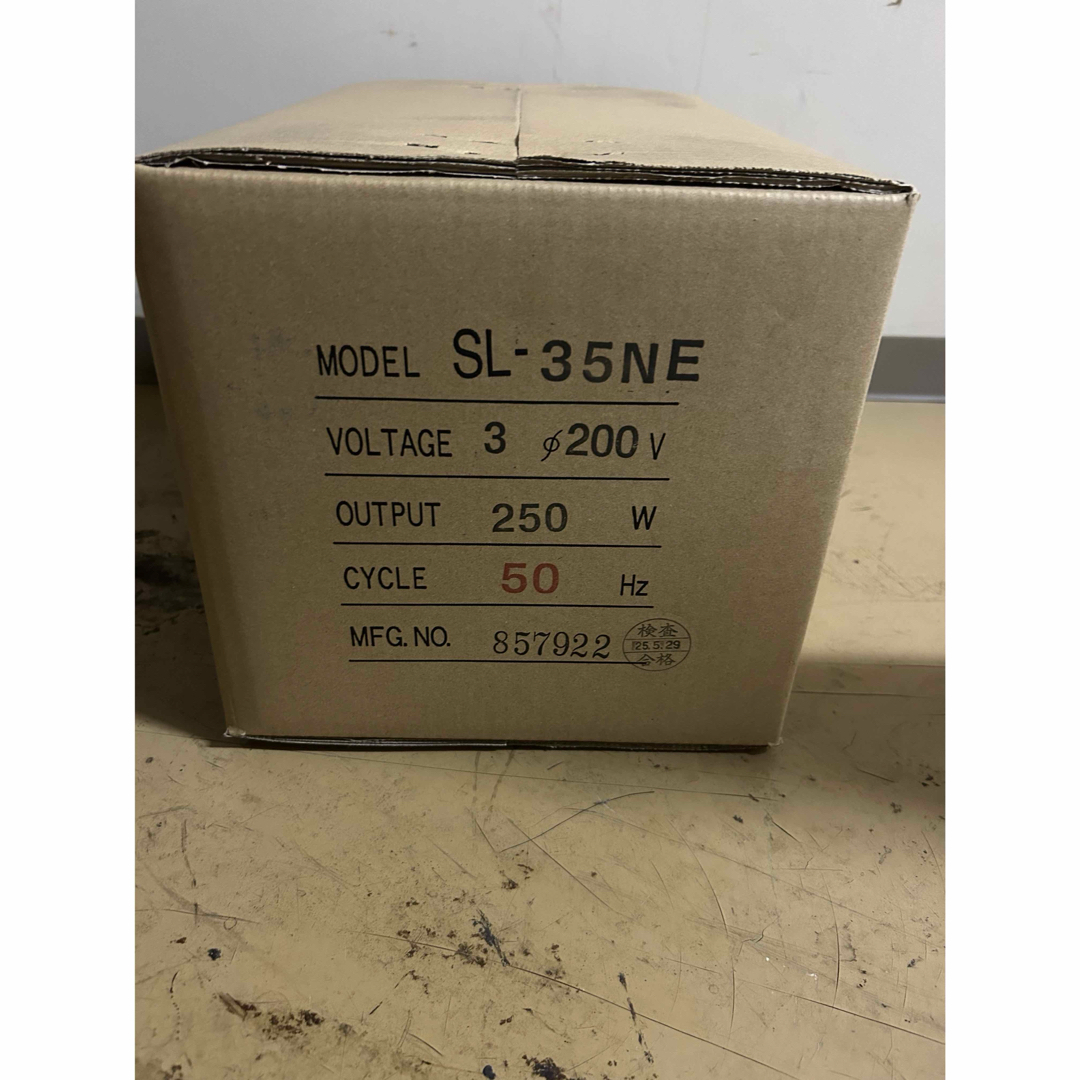 MODEL SL-35NE
VOLTAGE 3 φ200 V
OUTPUT 250 W
CYCLE 50 Hz
MFG. NO. 857922
検査
'25.5.29
合格